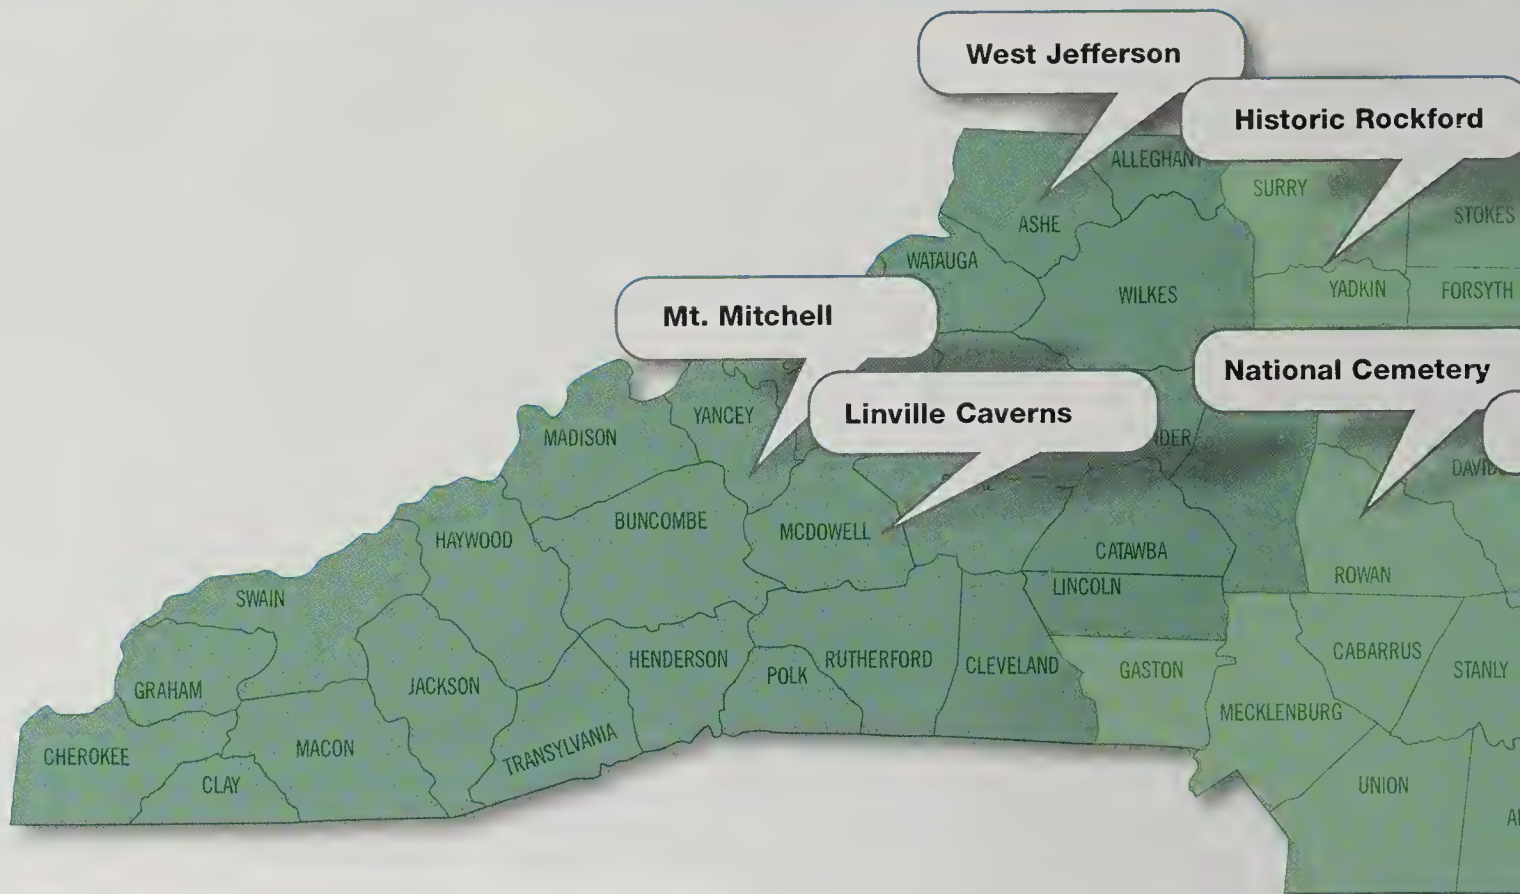 West Jefferson
Historic Rockford
ALLEGHANY
SURRY
STOKES
ASHE
WATAUGA
WILKES
YADKIN
FORSYTH
Mt. Mitchell
National Cemetery
Linville Caverns
YANCEY
MADISON
DER
DAVID
BUNCOMBE
MCDOWELL
HAYWOOD
CATAWBA
ROWAN
LINCOLN
SWAIN
HENDERSON
RUTHERFORD
CLEVELAND
GASTON
CABARRUS
STANLY
POLK
GRAHAM
JACKSON
MECKLENBURG
TRANSYLVANIA
CHEROKEE
MACON
CLAY
UNION